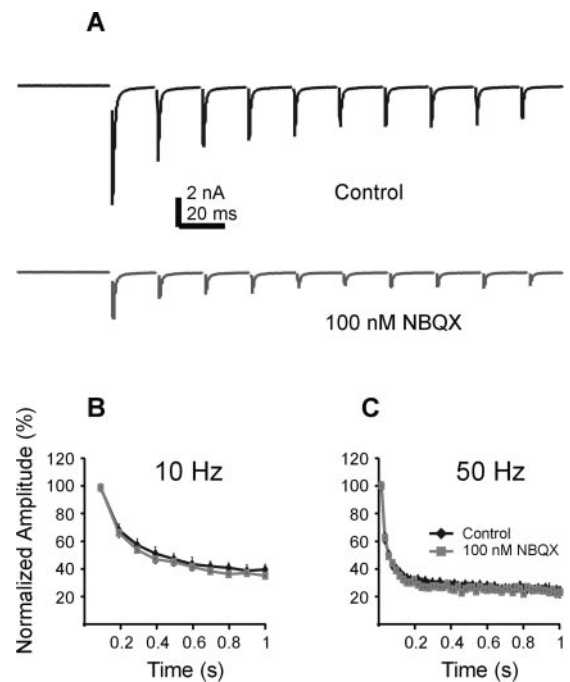 A
2 nA
20 ms
Control
100 nM NBQX
B
C
Normalized Amplitude (%)
120
100
80
60
40
20
10 Hz
0.2 0.4 0.6 0.8 1
Time (s)
120
100
80
60
40
20
50 Hz
Control
100 nM NBQX
0.2 0.4 0.6 0.8 1
Time (s)